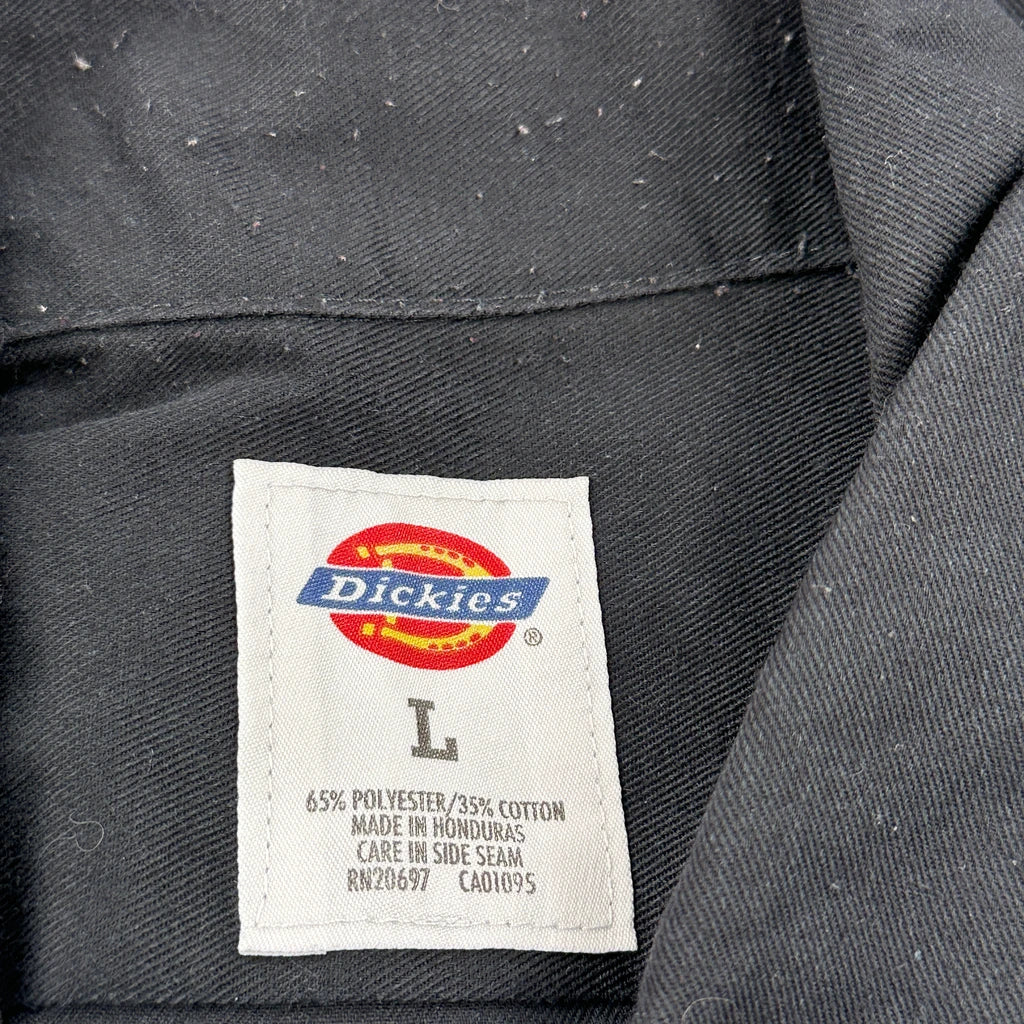 Dickies
®
L
65% POLYESTER/35% COTTON
MADE IN HONDURAS
CARE IN SIDE SEAM
RN20697 CA01095